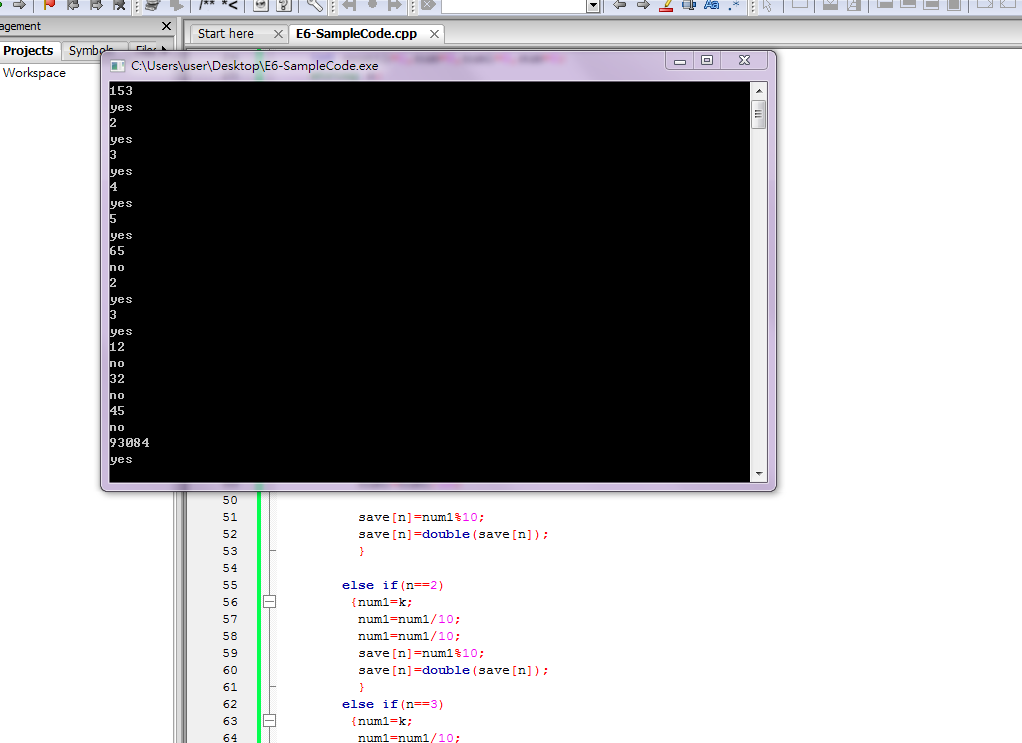 agement
Start here
E6-SampleCode.cpp
Projects
Symbols
Files
Workspace
C:\Users\user\Desktop\E6-SampleCode.exe
153
yes
2
yes
3
yes
4
yes
5
yes
65
no
2
yes
3
yes
12
no
32
no
45
no
93084
yes
50
51 save[n]=num1%10;
52 save[n]=double(save[n]);
53 }
54
55 else if(n==2)
56 {num1=k;
57 num1=num1/10;
58 num1=num1/10;
59 save[n]=num1%10;
60 save[n]=double(save[n]);
61 }
62 else if(n==3)
63 {num1=k;
64 num1=num1/10;